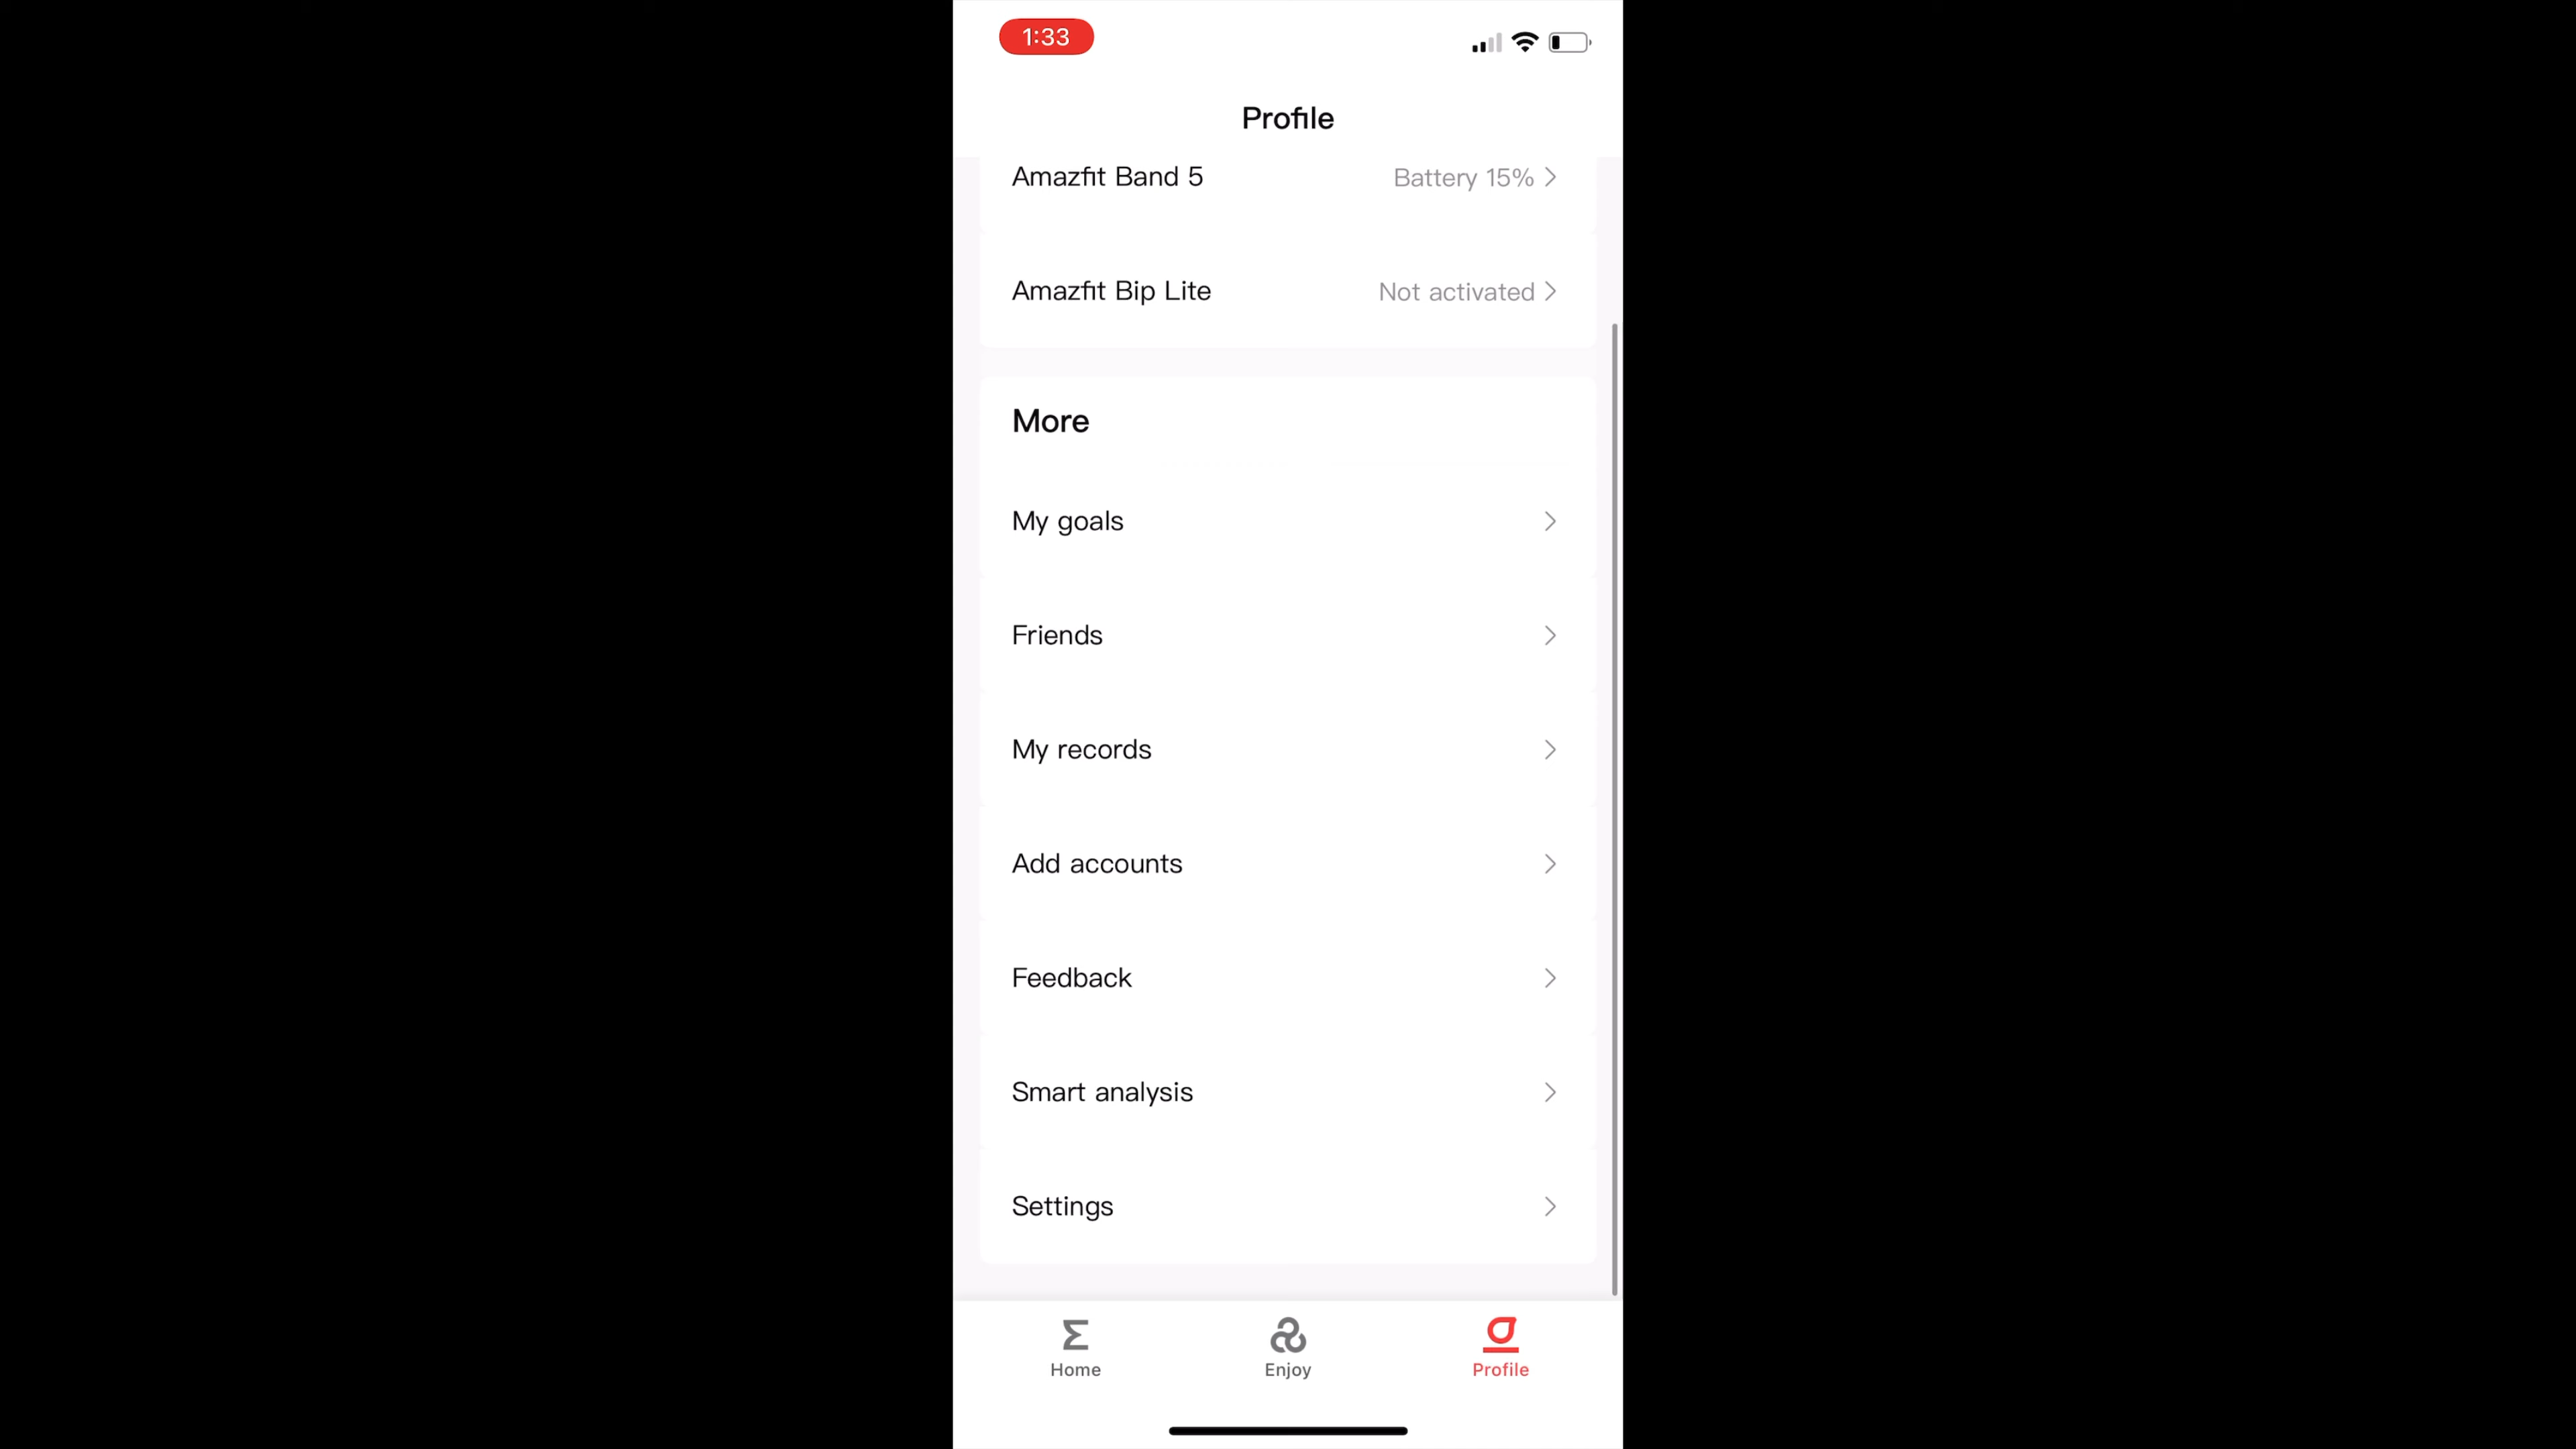 1:33
Profile
Amazfit Band 5 Battery 15%
Amazfit Bip Lite Not activated
More
My goals
Friends
My records
Add accounts
Feedback
Smart analysis
Settings
Home Enjoy Profile